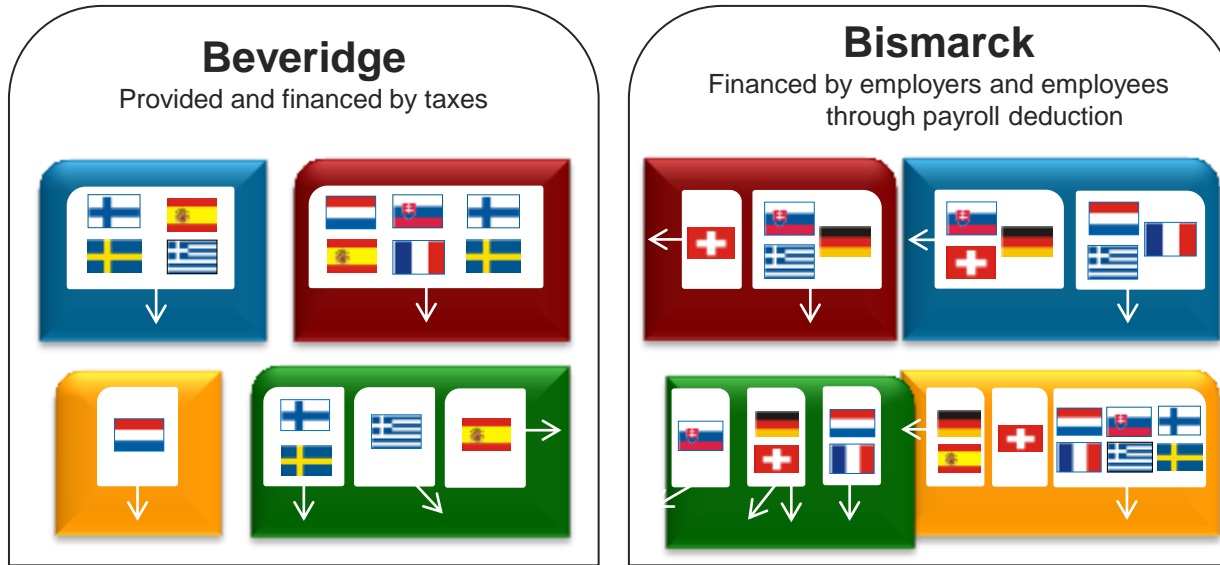 Beveridge
Provided and financed by taxes
Bismarck
Financed by employers and employees
through payroll deduction